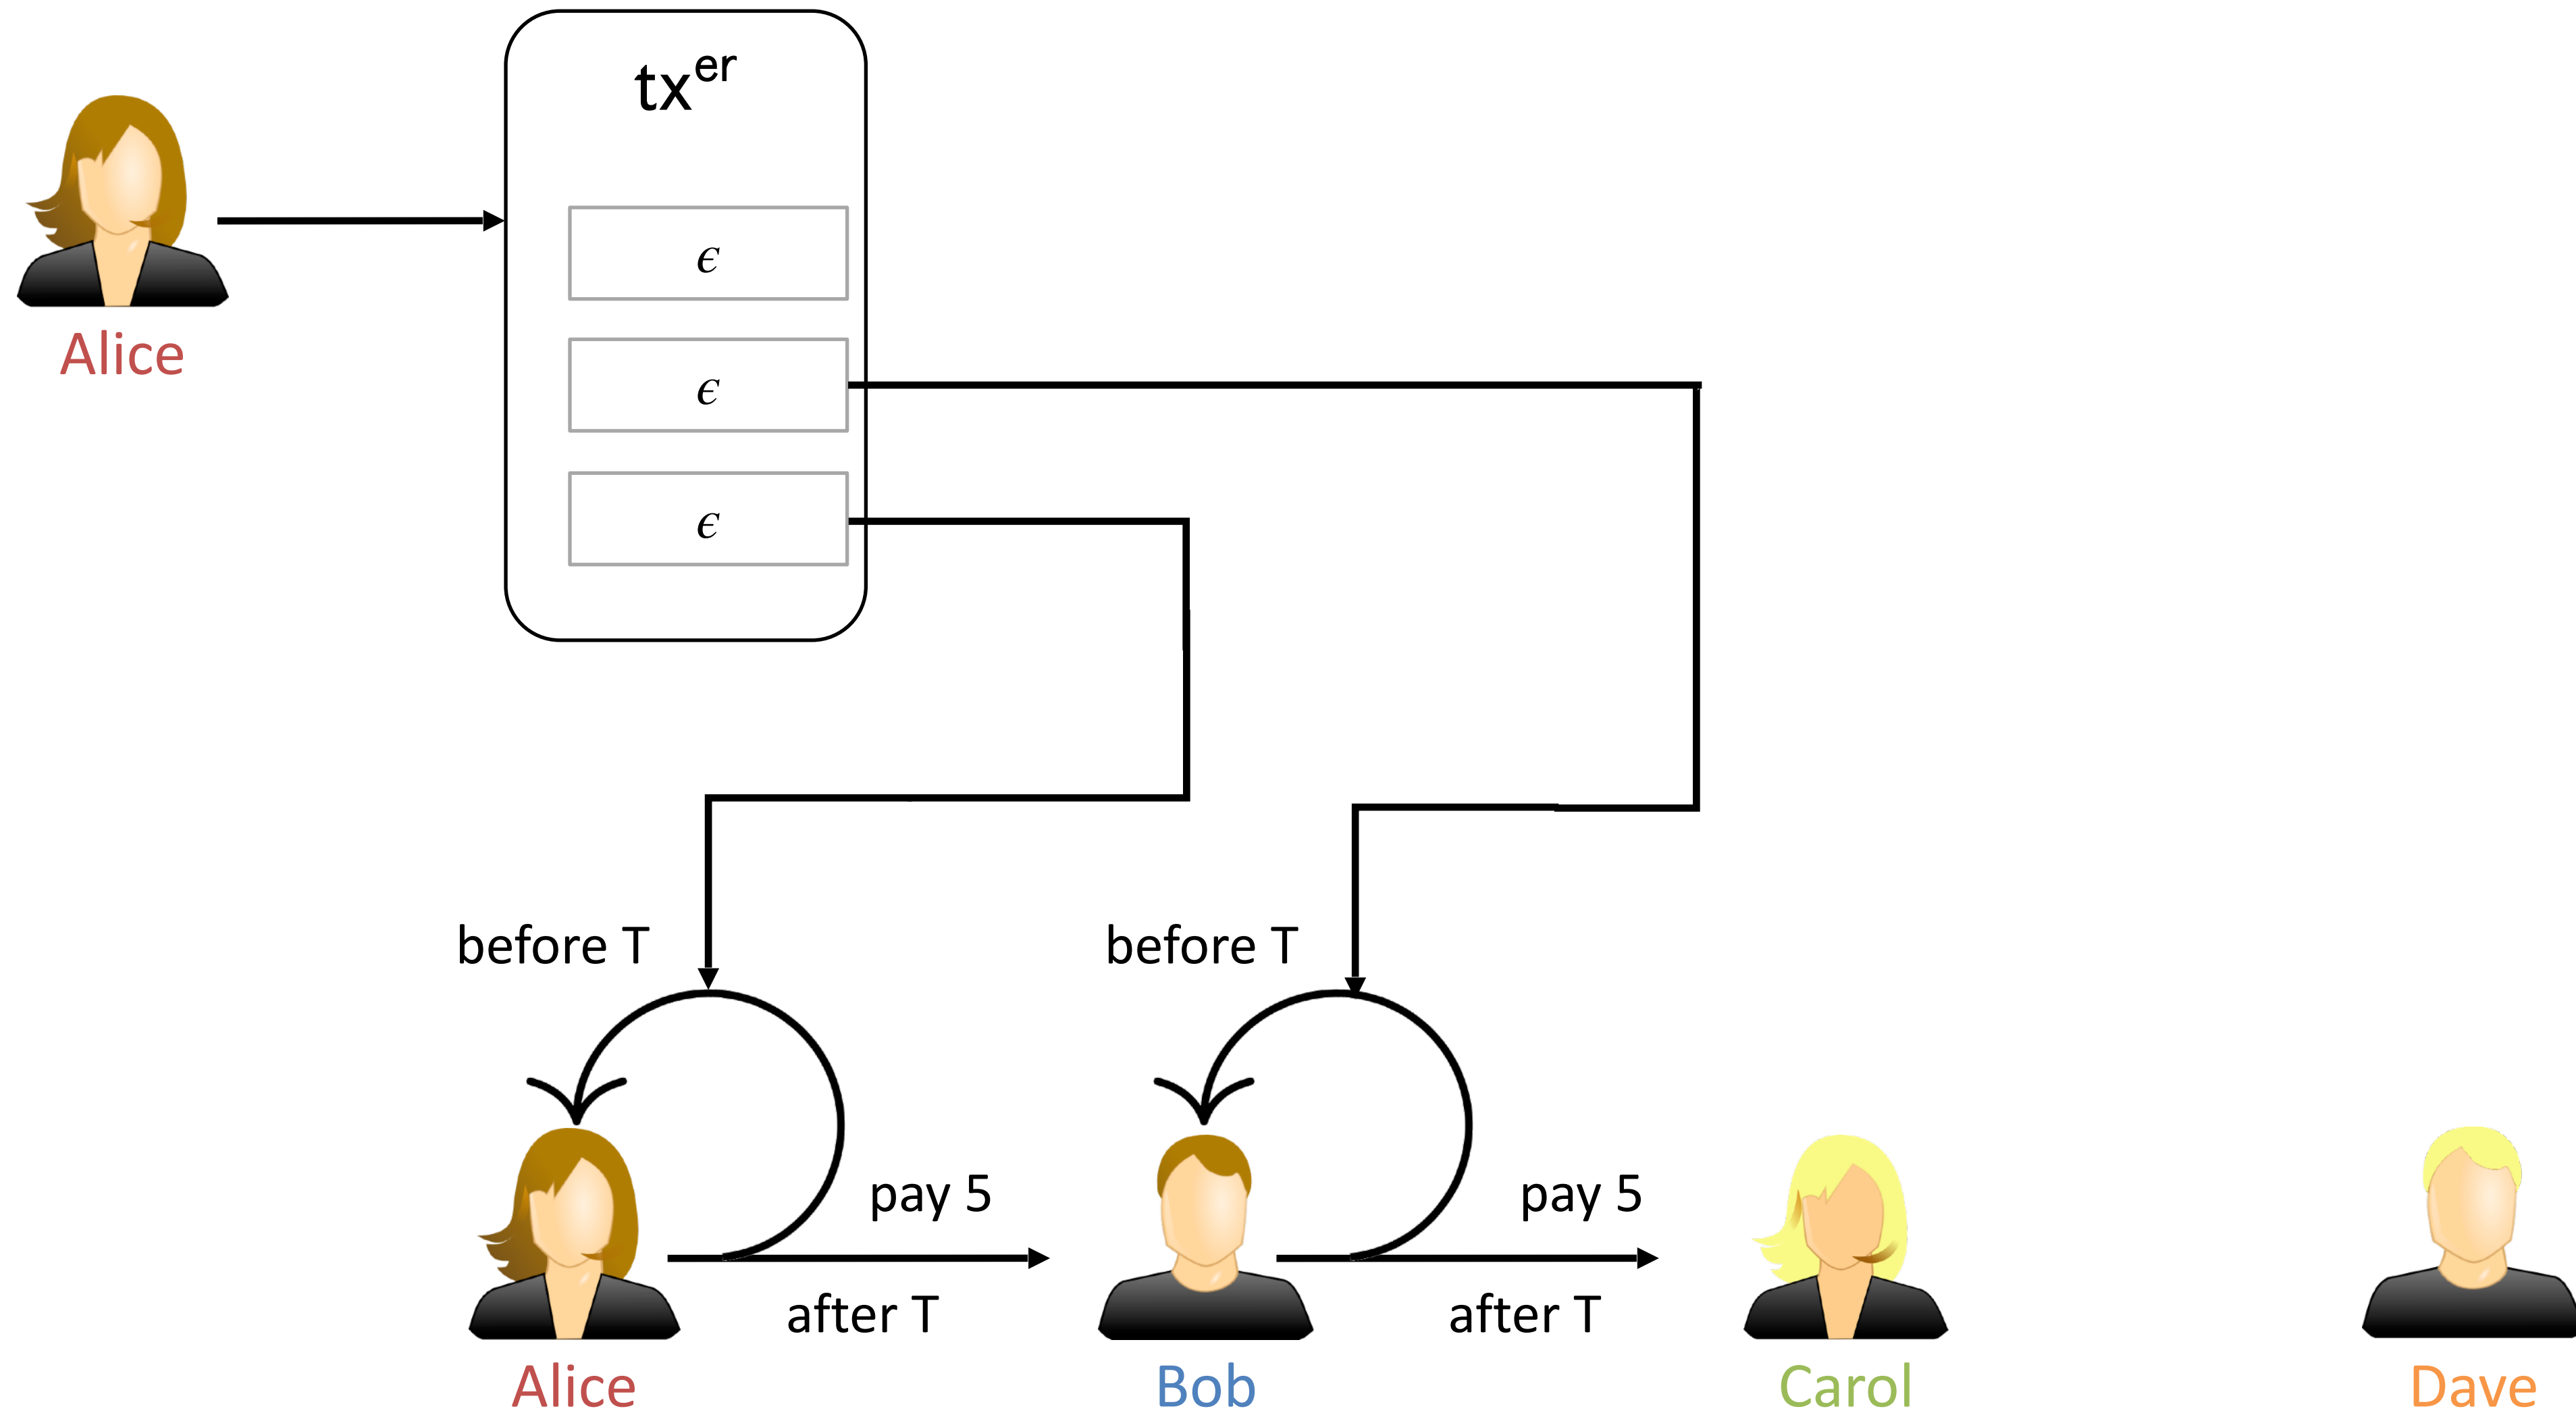 tx^er
ϵ
Alice
ϵ
ϵ
before T
before T
pay 5
pay 5
after T
after T
Alice
Bob
Carol
Dave